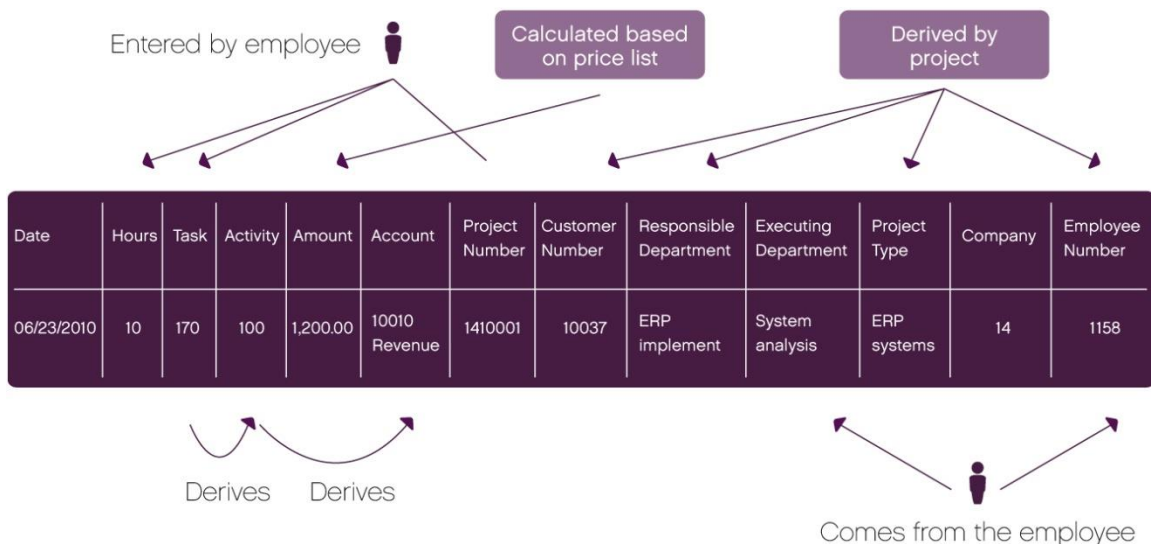 Entered by employee
Calculated based
on price list
Derived by
project
Date
Hours
Task
Activity
Amount
Account
Project
Number
Customer
Number
Responsible
Department
Executing
Department
Project
Type
Company
Employee
Number
06/23/2010
10
170
100
1,200.00
10010
Revenue
1410001
10037
ERP
implement
System
analysis
ERP
systems
14
1158
Derives
Derives
Comes from the employee